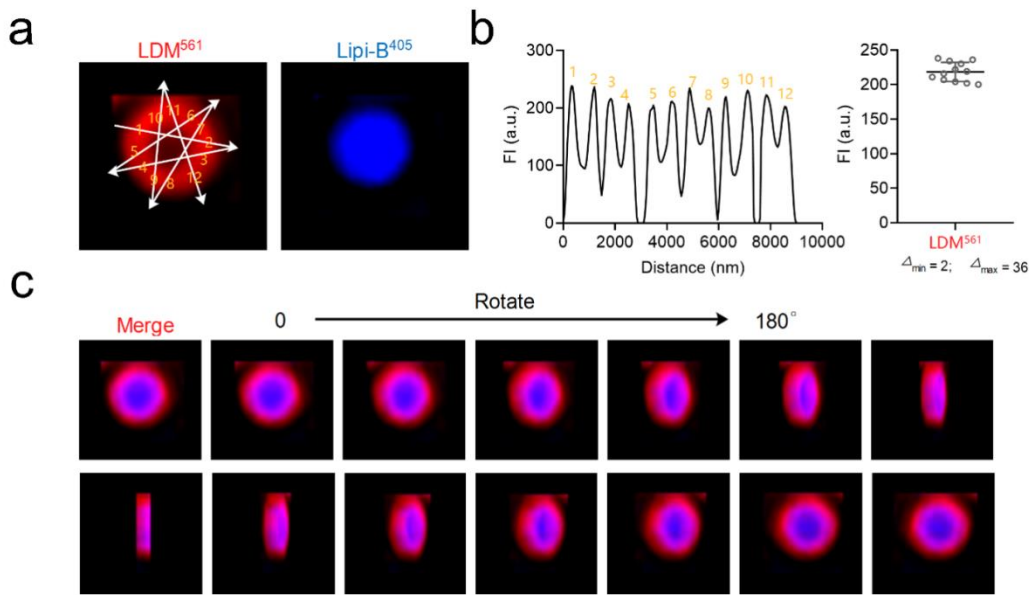 a
LDM⁵⁶¹ Lipi-B⁴⁰⁵
11
10 6
1 7
2
5 3
4
9 8 12
b
300
200
100
0
FI (a.u.)
1 2 3 4 5 6 7 8 9 10 11 12
0 2000 4000 6000 8000 10000
Distance (nm)
250
200
150
100
50
0
FI (a.u.)
LDM⁵⁶¹
Δmin = 2; Δmax = 36
c
Rotate
Merge 0 180°